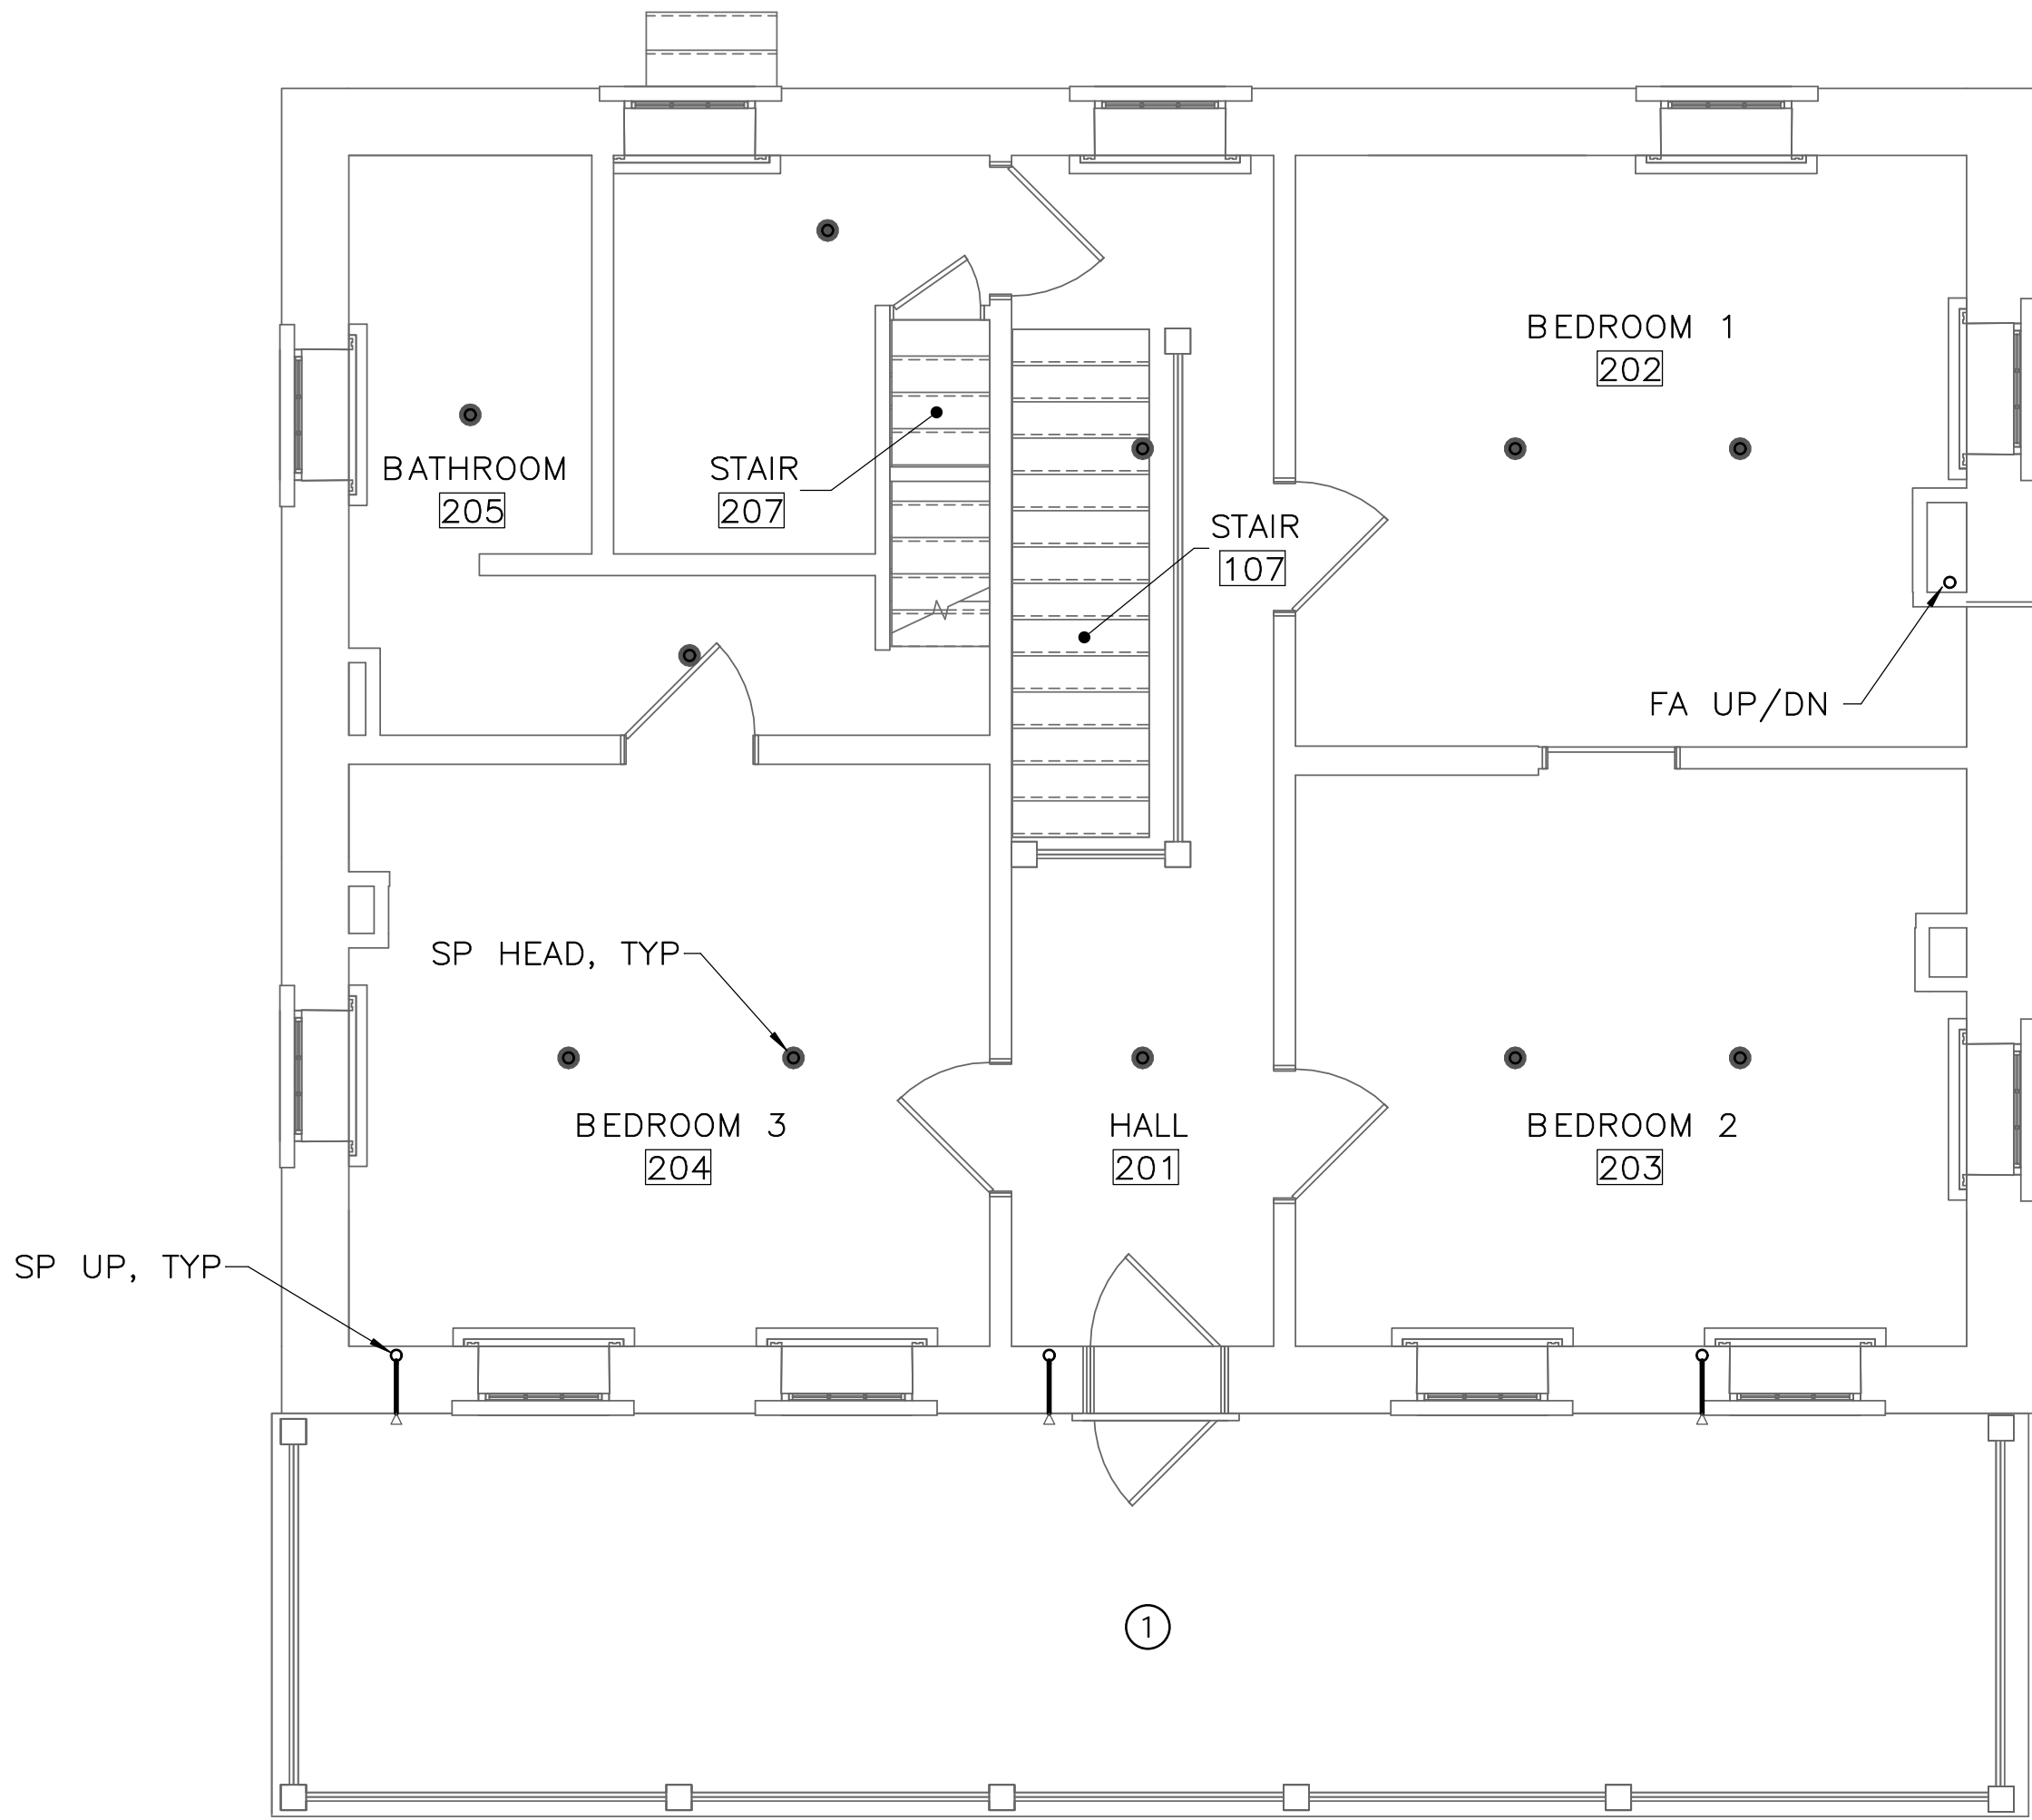 BEDROOM 1
202
BATHROOM
205
STAIR
207
STAIR
107
FA UP/DN
SP HEAD, TYP
BEDROOM 3
204
HALL
201
BEDROOM 2
203
SP UP, TYP
1